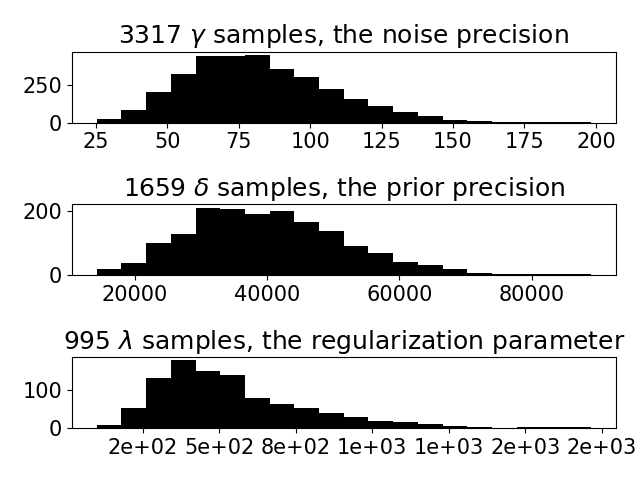 3317 γ samples, the noise precision
250
0
25 50 75 100 125 150 175 200
1659 δ samples, the prior precision
200
0
20000 40000 60000 80000
995 λ samples, the regularization parameter
100
0
2e+02 5e+02 8e+02 1e+03 1e+03 2e+03 2e+03